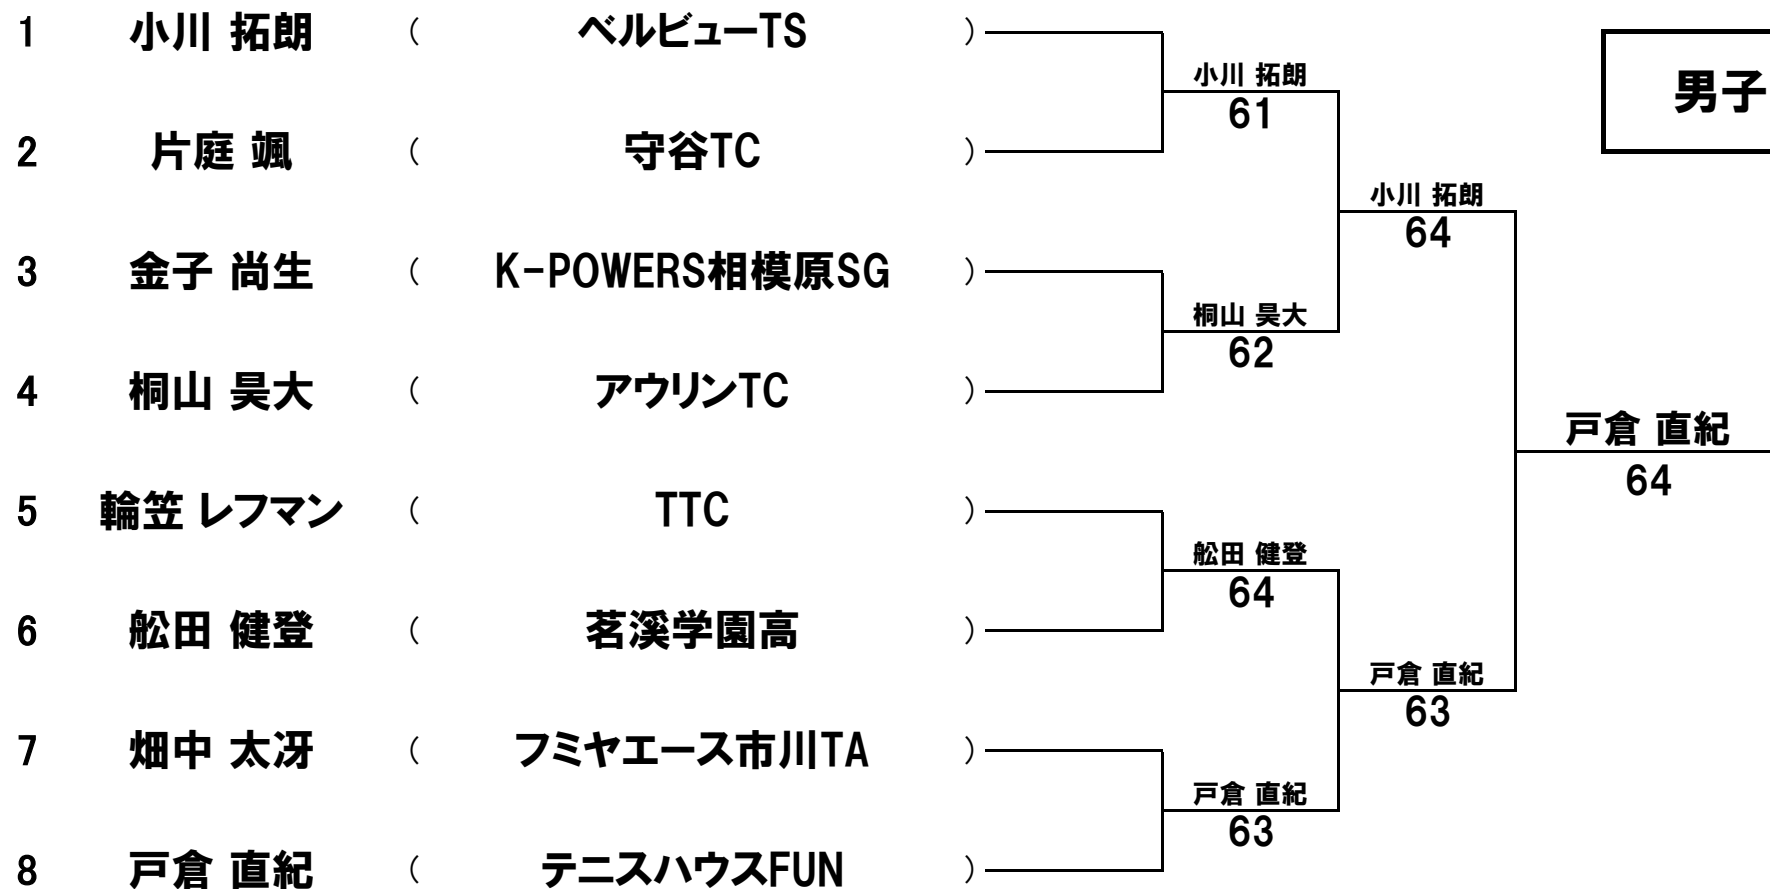 1 小川 拓朗 ( ベルビューTS )
小川 拓朗
61
男子
2 片庭 颯 ( 守谷TC )
小川 拓朗
64
3 金子 尚生 ( K-POWERS相模原SG )
桐山 昊大
62
4 桐山 昊大 ( アウリンTC )
戸倉 直紀
64
5 輪笠 レフマン ( TTC )
舩田 健登
64
6 舩田 健登 ( 茗溪学園高 )
戸倉 直紀
63
7 畑中 太冴 ( フミヤエース市川TA )
戸倉 直紀
63
8 戸倉 直紀 ( テニスハウスFUN )